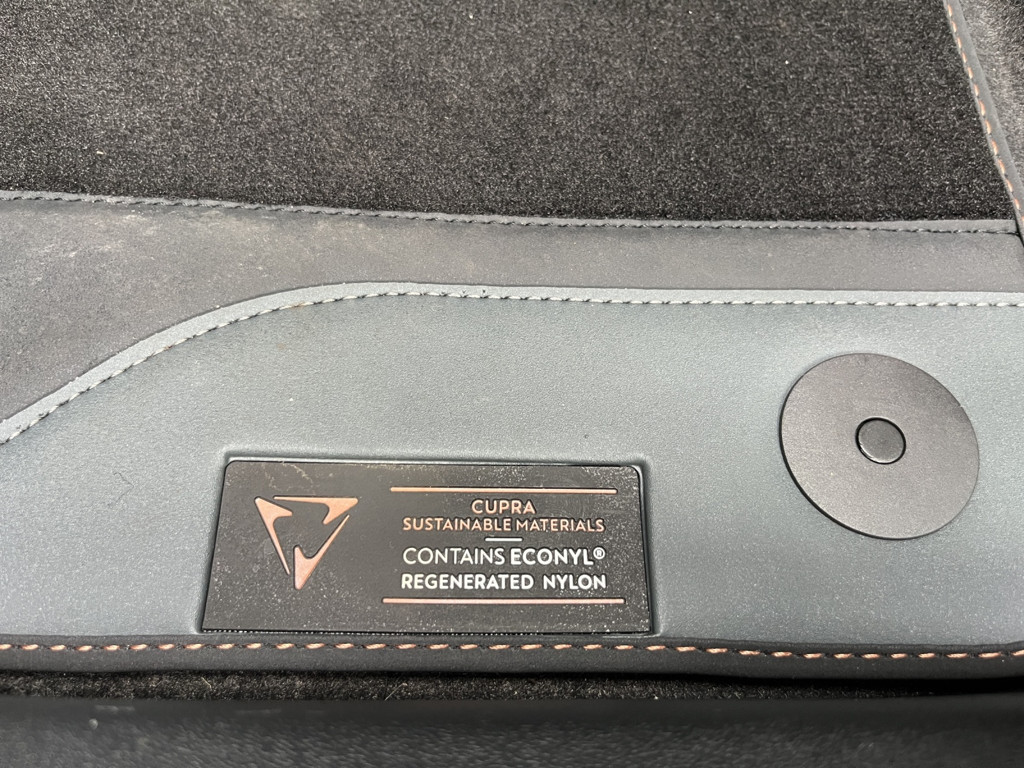 CUPRA
SUSTAINABLE MATERIALS
CONTAINS ECONYL®
REGENERATED NYLON